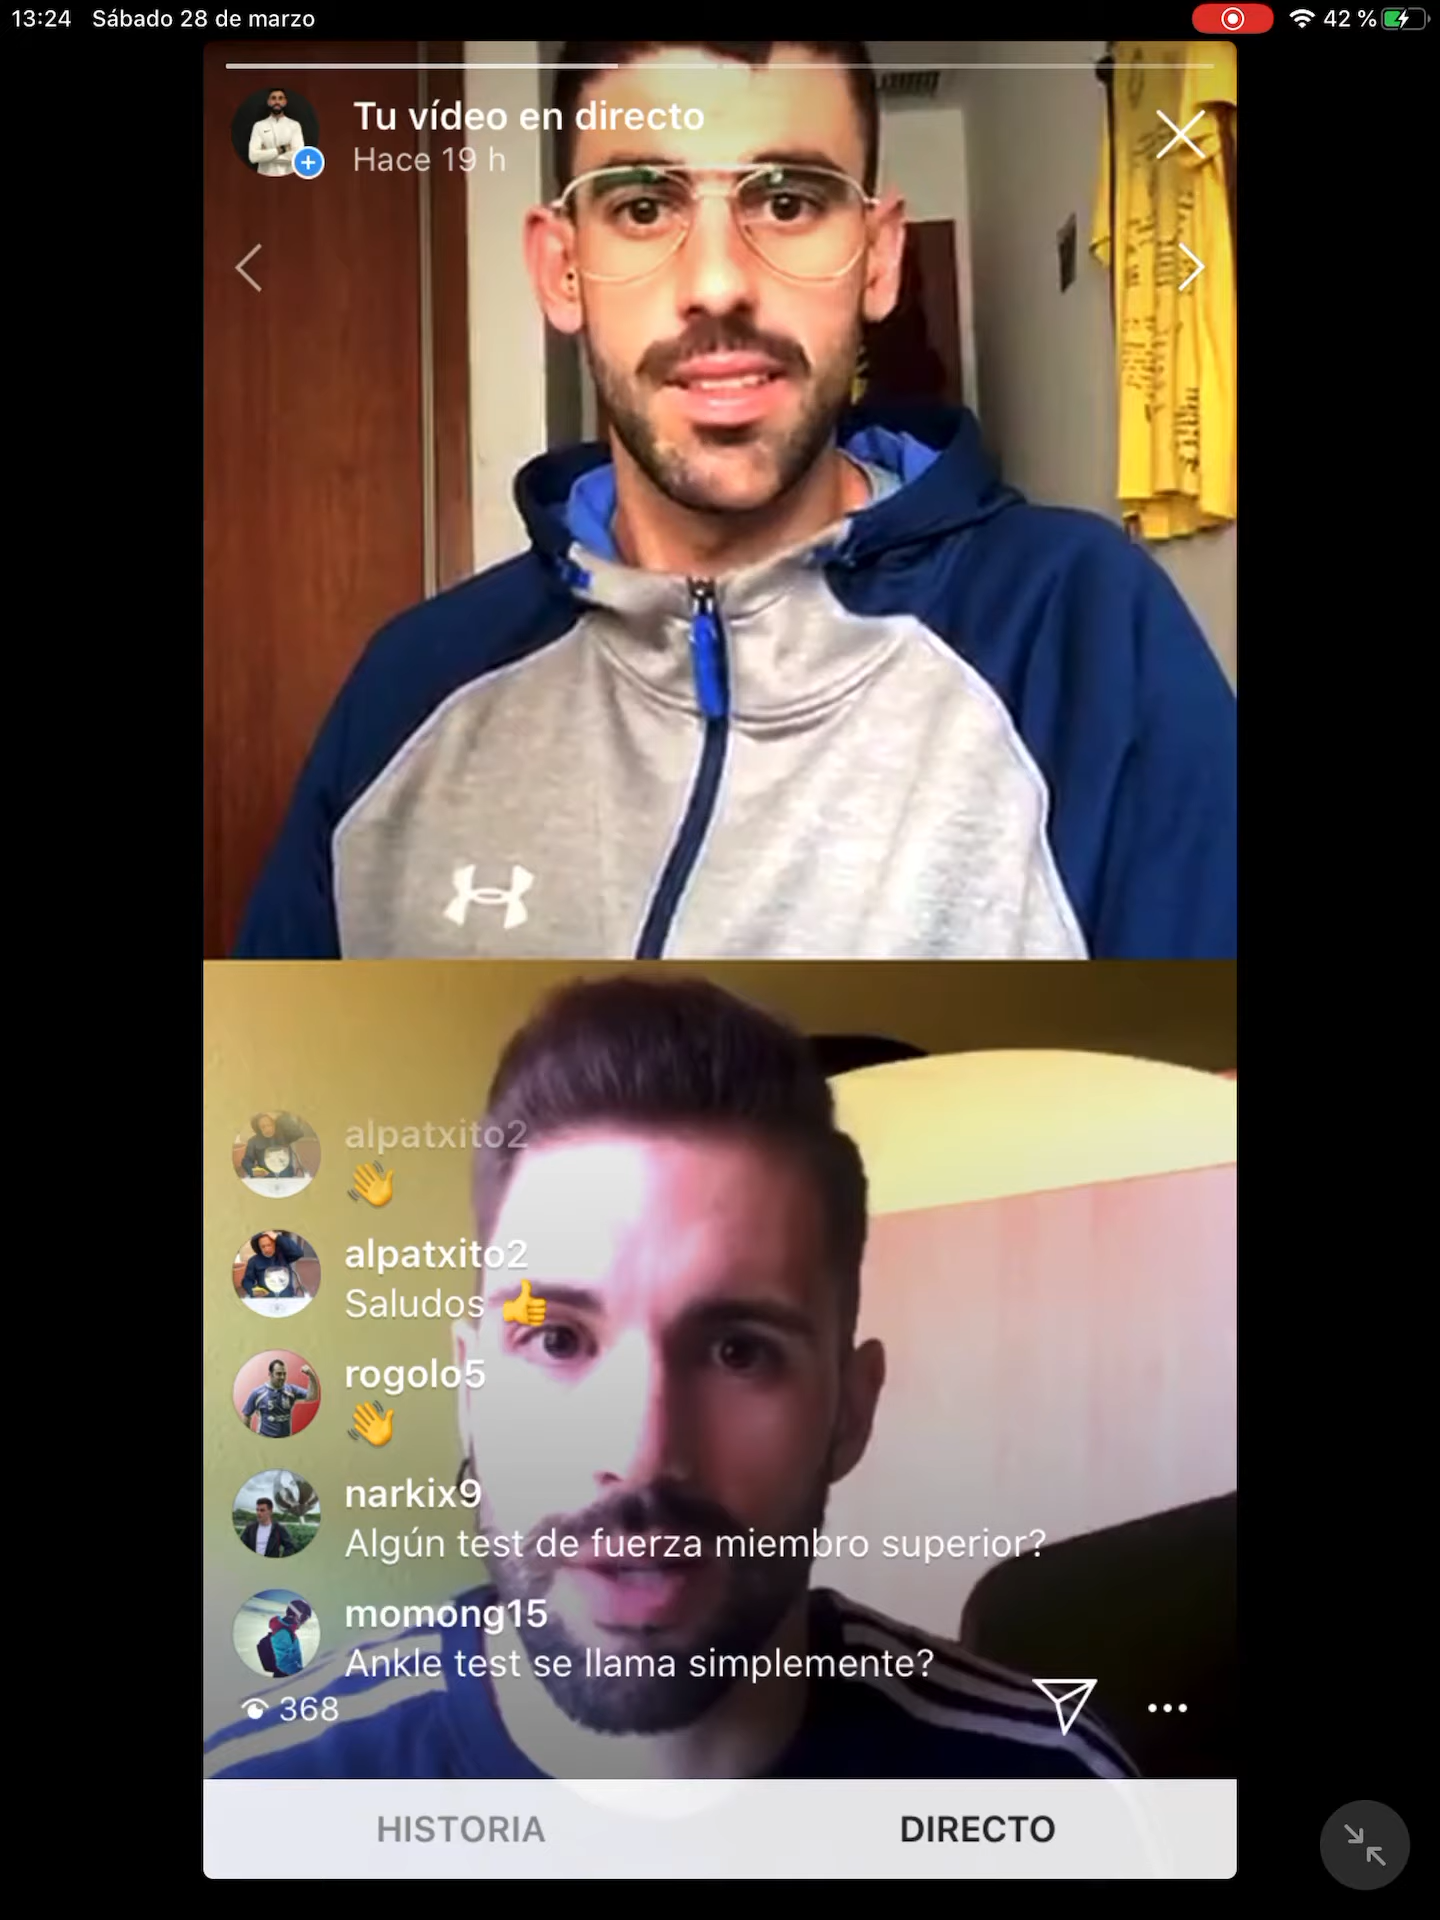 13:24 Sábado 28 de marzo
42 %
Tu vídeo en directo
Hace 19 h
alpatxito2
👋
alpatxito2
Saludos 👍
rogolo5
👋
narkix9
Algún test de fuerza miembro superior?
momong15
Ankle test se llama simplemente?
368
HISTORIA
DIRECTO